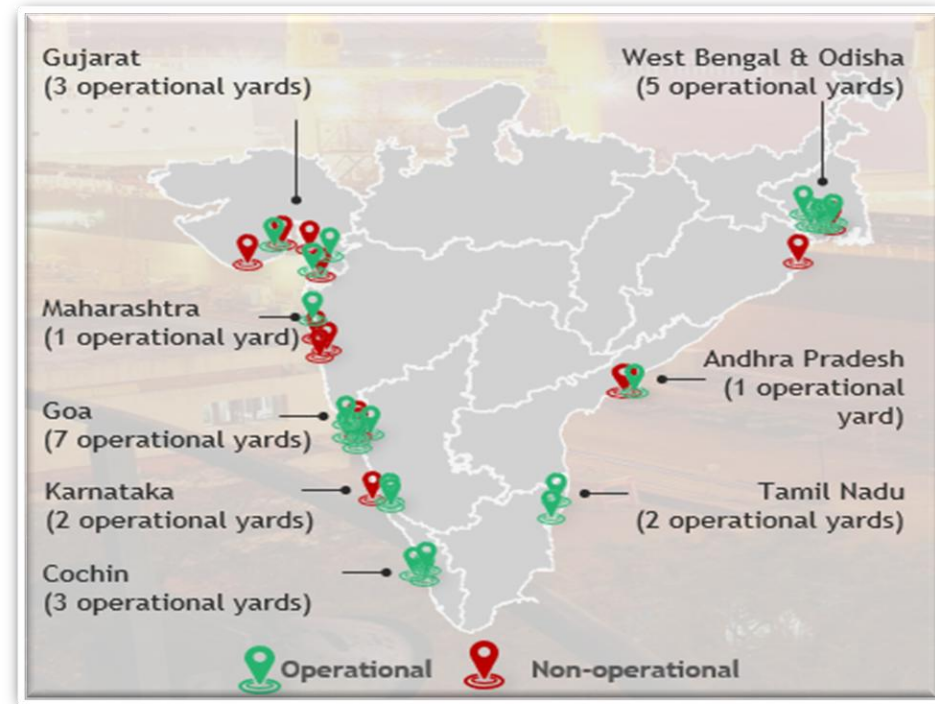 Gujarat
(3 operational yards)
West Bengal & Odisha
(5 operational yards)
Maharashtra
(1 operational yard)
Andhra Pradesh
(1 operational
yard)
Goa
(7 operational yards)
Karnataka
(2 operational yards)
Tamil Nadu
(2 operational yards)
Cochin
(3 operational yards)
Operational
Non-operational